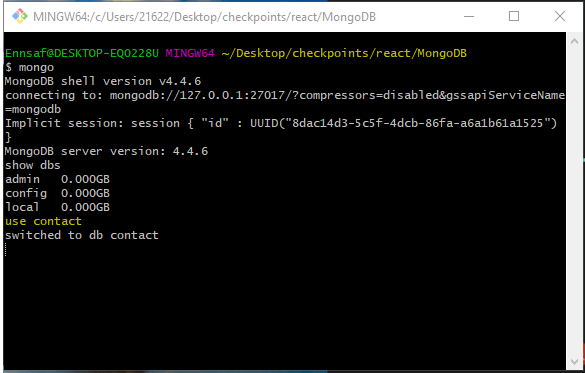 MINGW64:/c/Users/21622/Desktop/checkpoints/react/MongoDB
Ennsaf@DESKTOP-EQO228U MINGW64 ~/Desktop/checkpoints/react/MongoDB
$ mongo
MongoDB shell version v4.4.6
connecting to: mongodb://127.0.0.1:27017/?compressors=disabled&gssapiServiceName
=mongodb
Implicit session: session { "id" : UUID("8dac14d3-5c5f-4dcb-86fa-a6a1b61a1525")
}
MongoDB server version: 4.4.6
show dbs
admin   0.000GB
config  0.000GB
local   0.000GB
use contact
switched to db contact